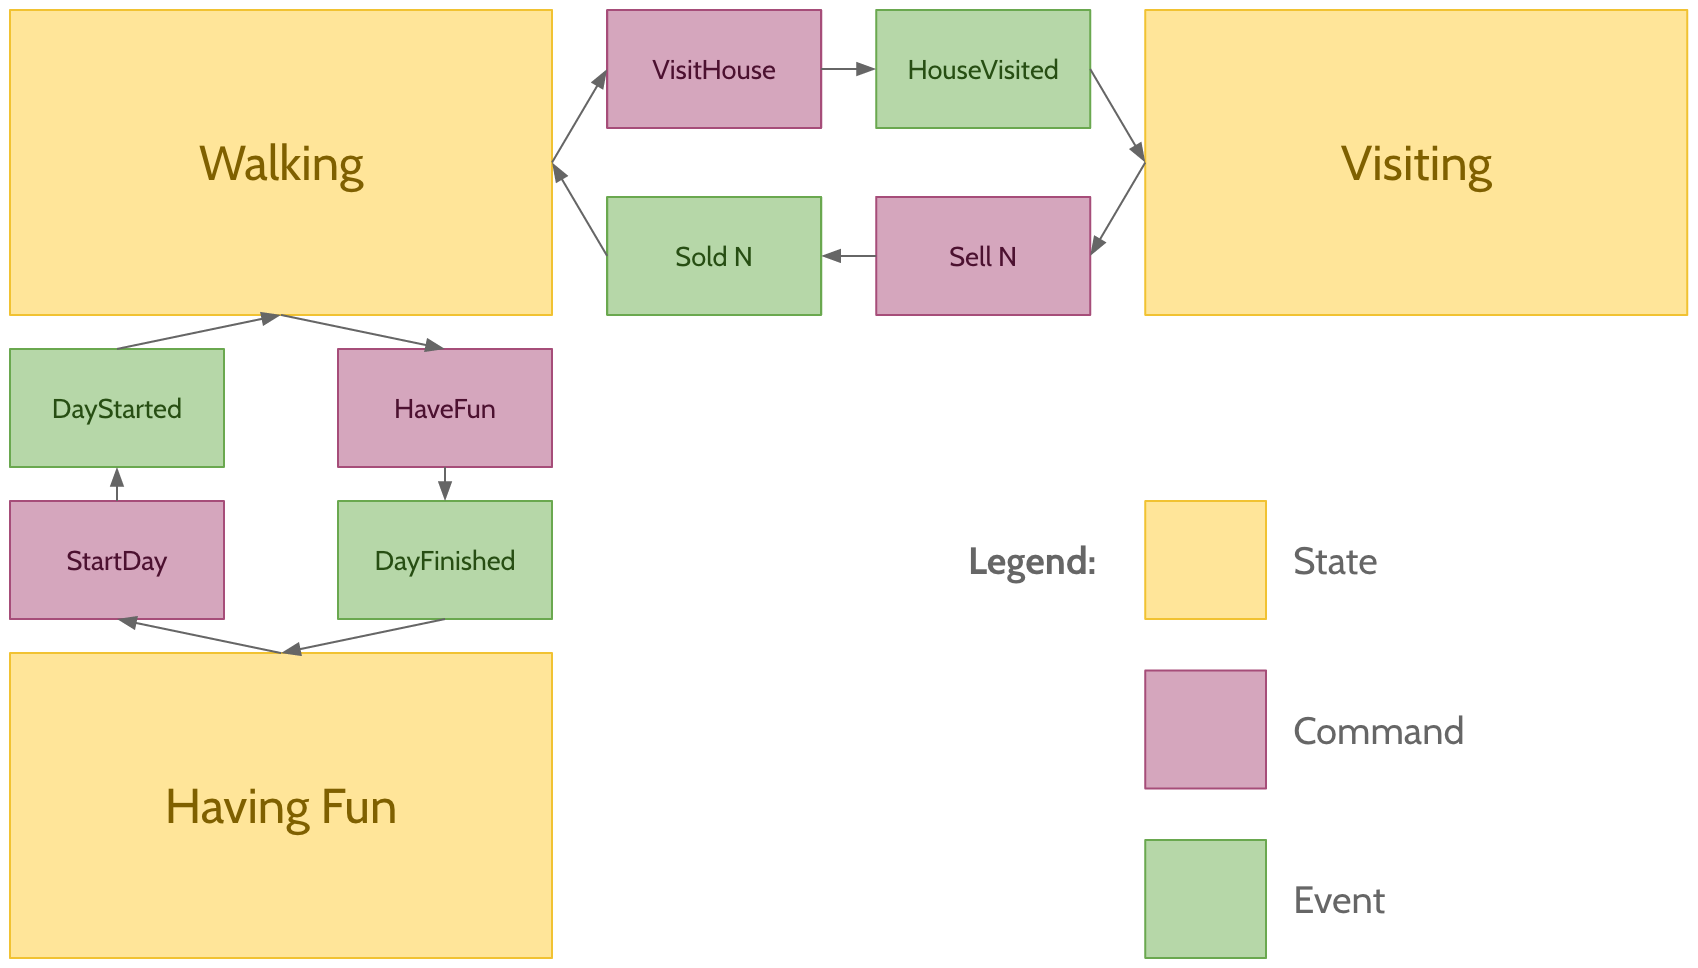 Walking
VisitHouse
HouseVisited
Visiting
Sold N
Sell N
DayStarted
HaveFun
StartDay
DayFinished
Having Fun
Legend:
State
Command
Event